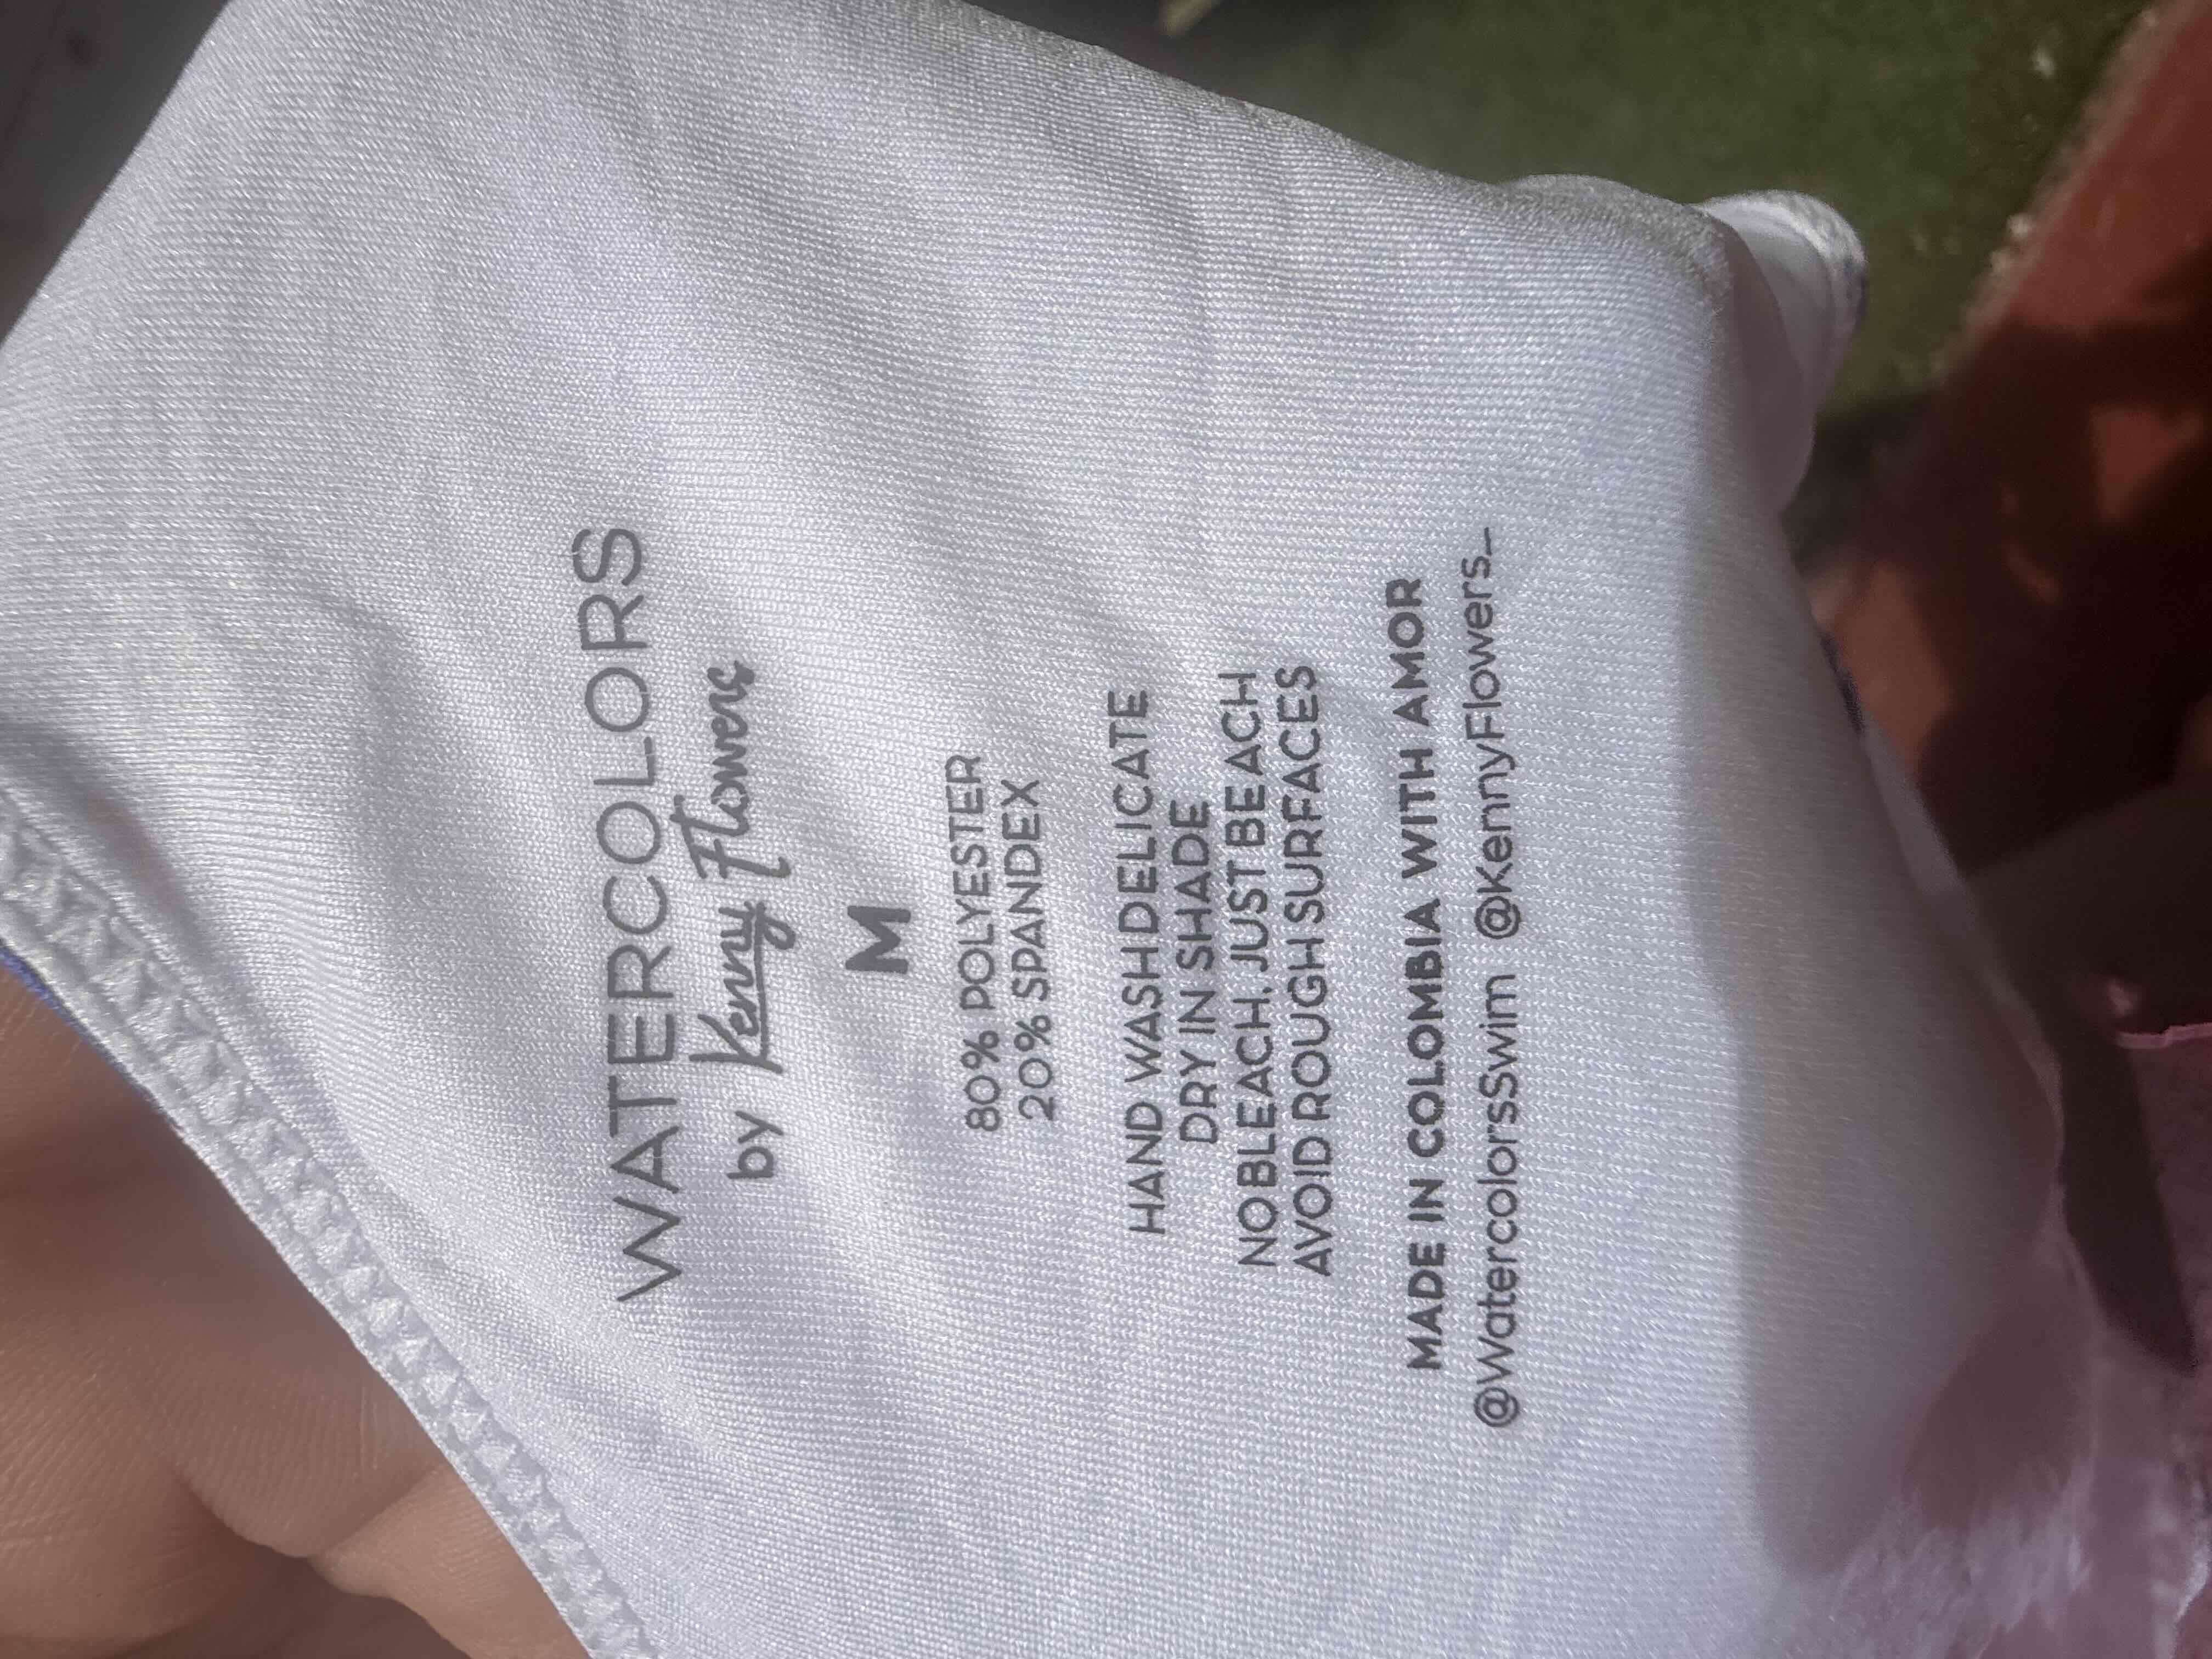 WATERCOLORS
by Kenny Flowers
M
80% POLYESTER
20% SPANDEX
HAND WASH DELICATE
DRY IN SHADE
NO BLEACH, JUST BEACH
AVOID ROUGH SURFACES
MADE IN COLOMBIA WITH AMOR
@WatercolorsSwim @KennyFlowers_